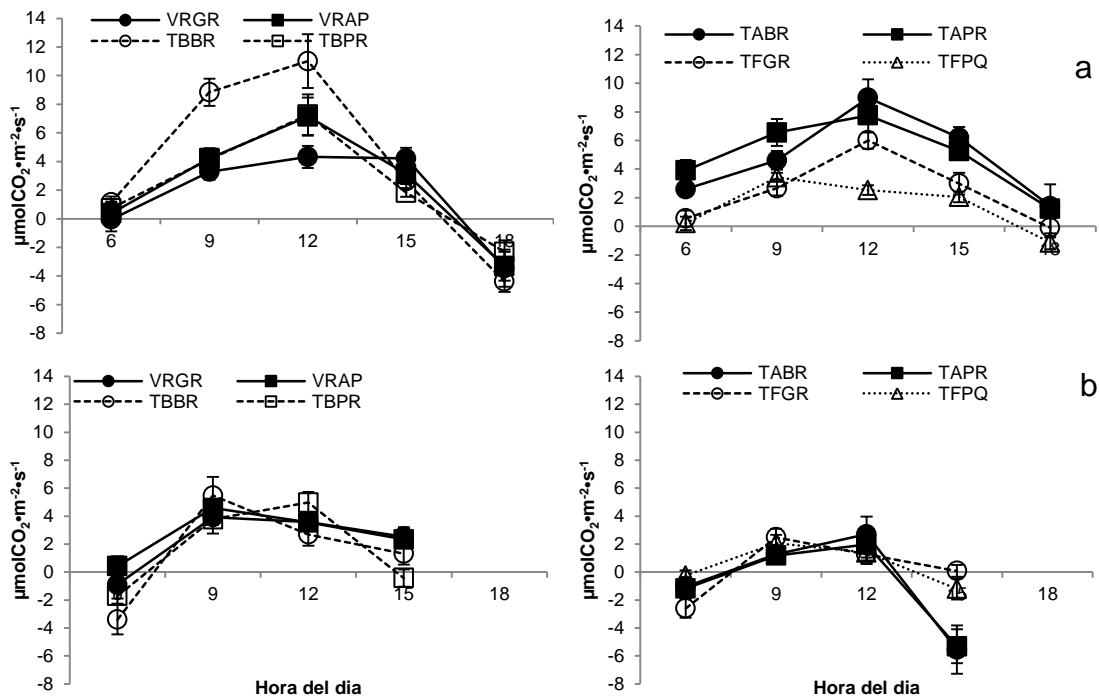 VRGR VRAP
TBBR TBPR
14
12
10
8
6
4
2
0
-2
-4
-6
-8
6 9 12 15 18
µmolCO₂•m⁻²•s⁻¹
TABR TAPR
TFGR TFPQ
a
14
12
10
8
6
4
2
0
-2
-4
-6
-8
6 9 12 15 18
µmolCO₂•m⁻²•s⁻¹
VRGR VRAP
TBBR TBPR
14
12
10
8
6
4
2
0
-2
-4
-6
-8
9 12 15 18
µmolCO₂•m⁻²•s⁻¹
Hora del dia
TABR TAPR
TFGR TFPQ
b
14
12
10
8
6
4
2
0
-2
-4
-6
-8
9 12 15 18
µmolCO₂•m⁻²•s⁻¹
Hora del dia